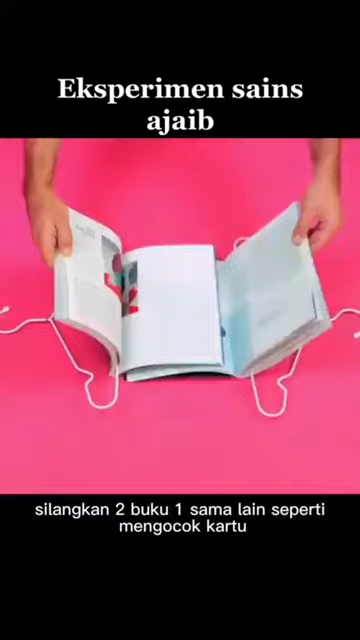 Eksperimen sains
ajaib
silangkan 2 buku 1 sama lain seperti
mengocok kartu